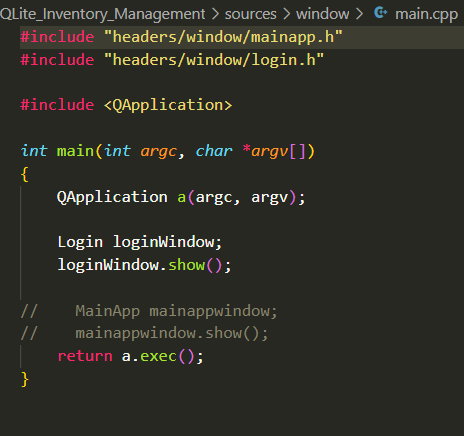 QLite_Inventory_Management > sources > window > C++ main.cpp
#include "headers/window/mainapp.h"
#include "headers/window/login.h"

#include <QApplication>

int main(int argc, char *argv[])
{
    QApplication a(argc, argv);

    Login loginWindow;
    loginWindow.show();

//    MainApp mainappwindow;
//    mainappwindow.show();
    return a.exec();
}